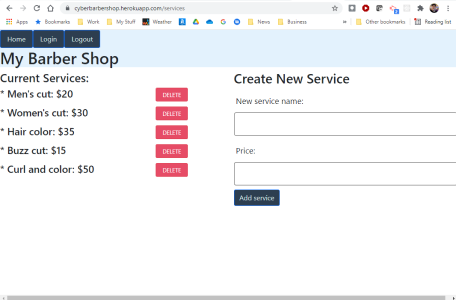 cyberbarbershop.herokuapp.com/services
Apps
Bookmarks
Work
My Stuff
Weather
News
Business
»
Other bookmarks
Reading list
Home
Login
Logout
My Barber Shop
Current Services:
* Men's cut: $20
DELETE
* Women's cut: $30
DELETE
* Hair color: $35
DELETE
* Buzz cut: $15
DELETE
* Curl and color: $50
DELETE
Create New Service
New service name:
Price:
Add service